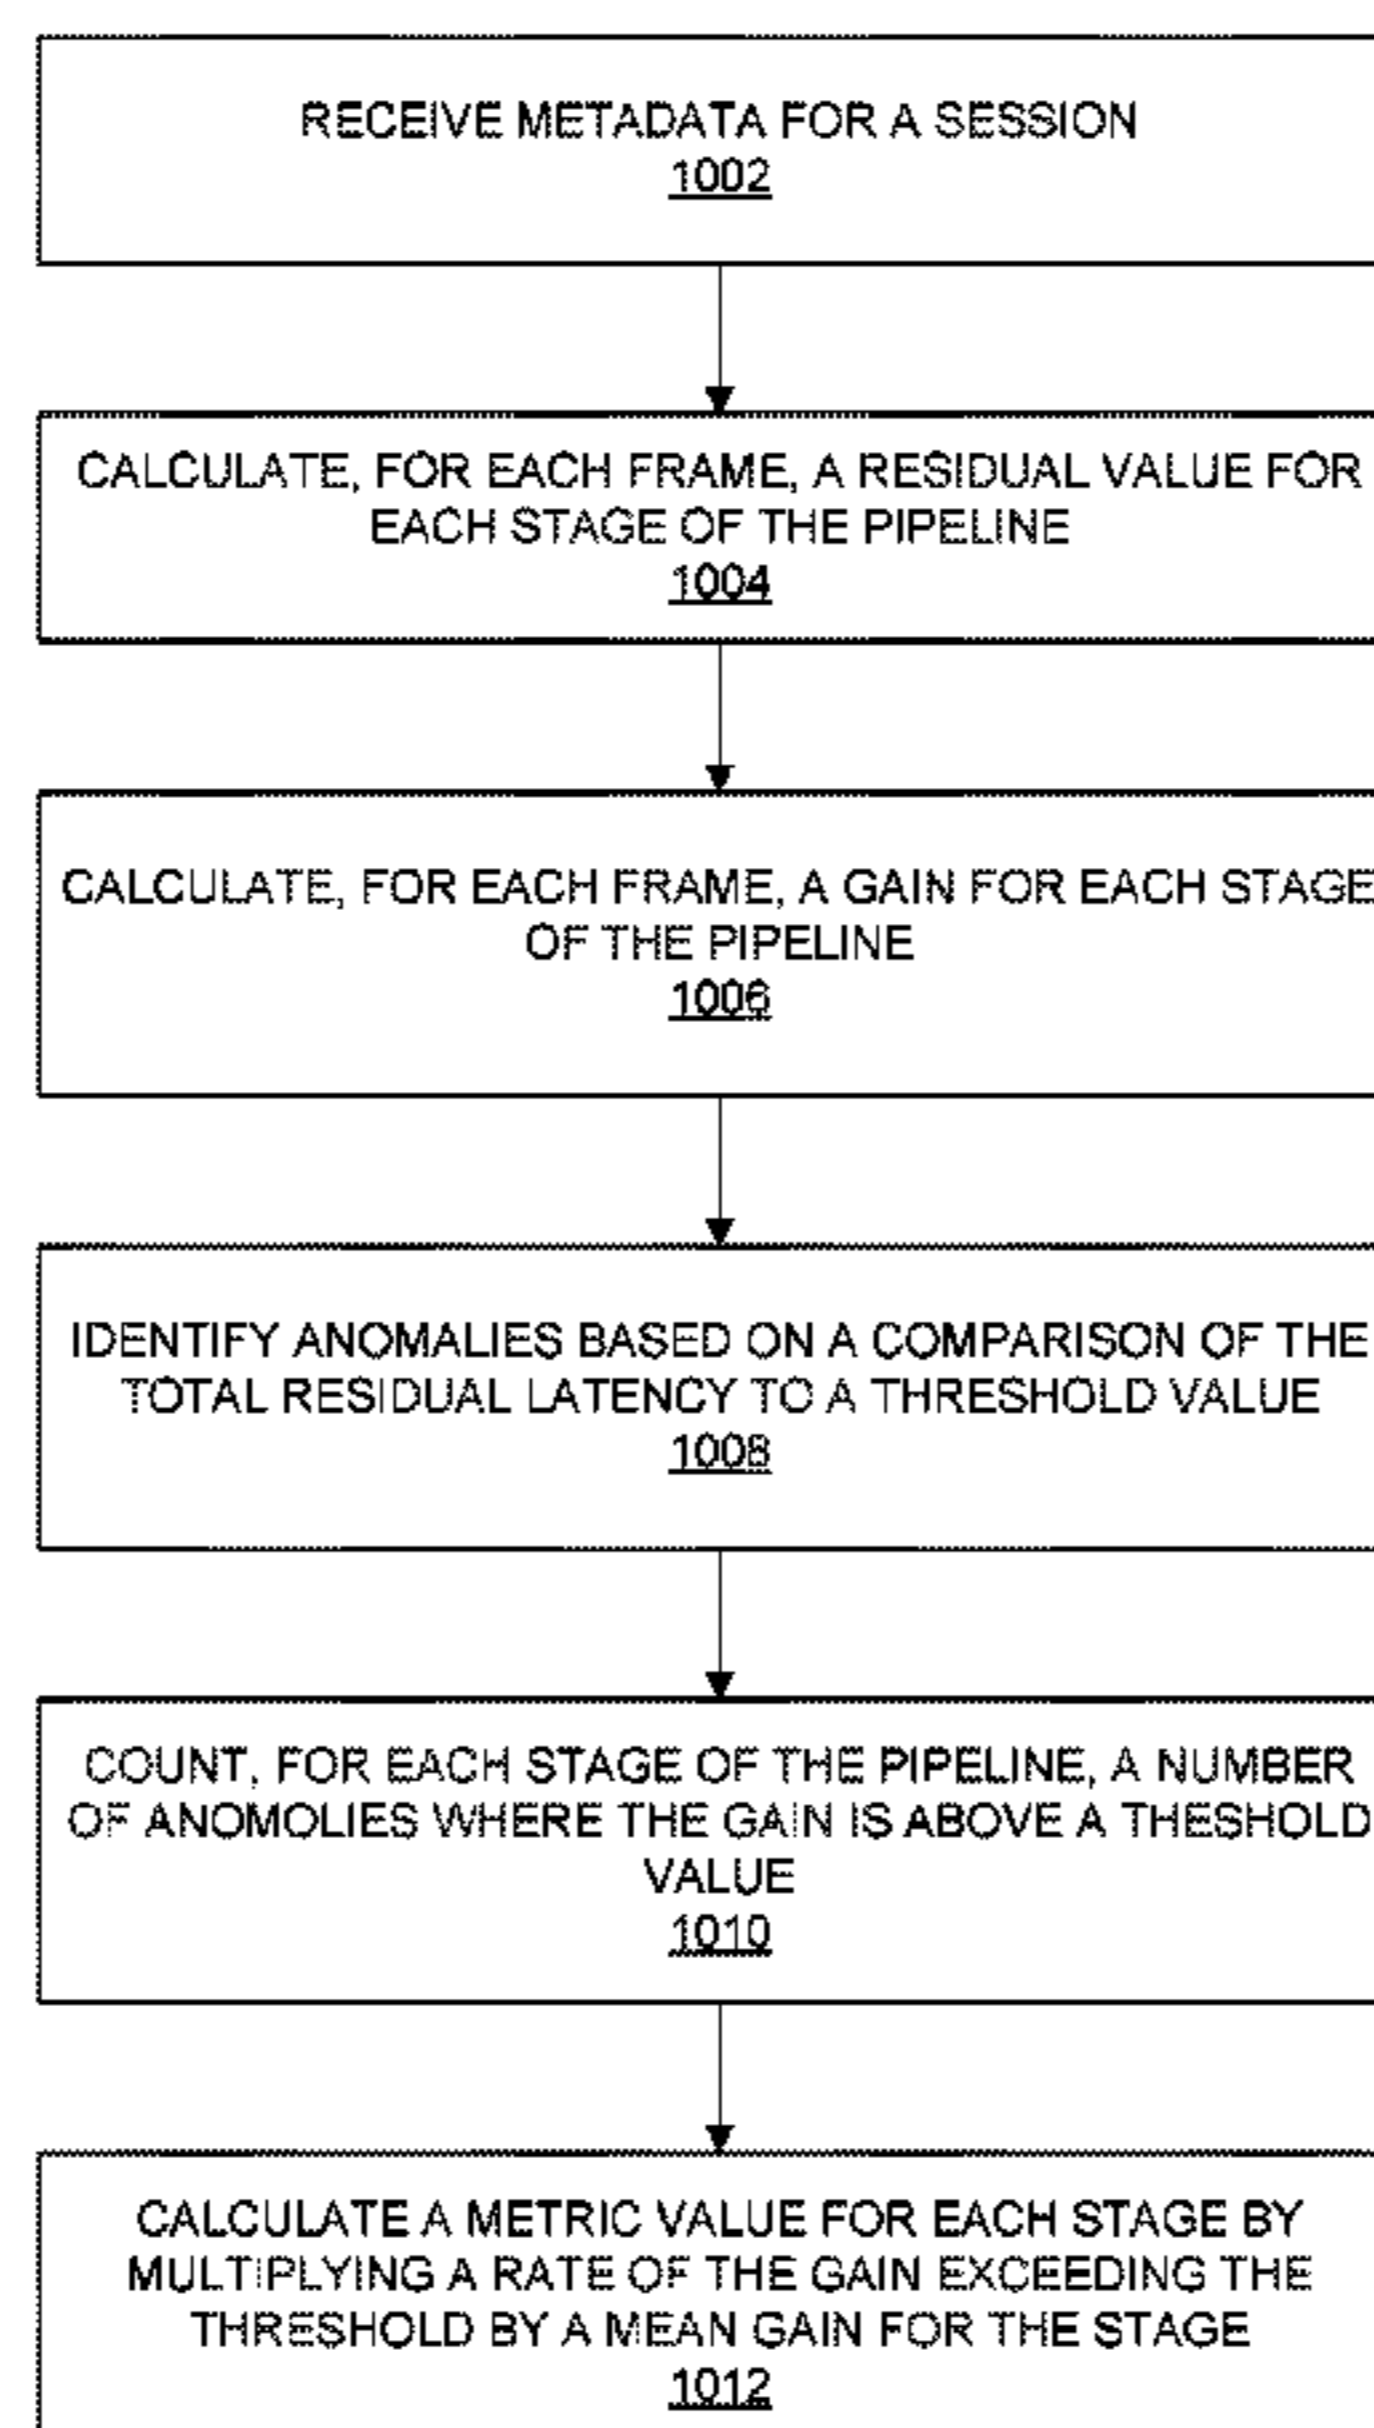 RECEIVE METADATA FOR A SESSION
1002
CALCULATE, FOR EACH FRAME, A RESIDUAL VALUE FOR
EACH STAGE OF THE PIPELINE
1004
CALCULATE, FOR EACH FRAME, A GAIN FOR EACH STAGE
OF THE PIPELINE
1006
IDENTIFY ANOMALIES BASED ON A COMPARISON OF THE
TOTAL RESIDUAL LATENCY TO A THRESHOLD VALUE
1008
COUNT, FOR EACH STAGE OF THE PIPELINE, A NUMBER
OF ANOMOLIES WHERE THE GAIN IS ABOVE A THESHOLD
VALUE
1010
CALCULATE A METRIC VALUE FOR EACH STAGE BY
MULTIPLYING A RATE OF THE GAIN EXCEEDING THE
THRESHOLD BY A MEAN GAIN FOR THE STAGE
1012